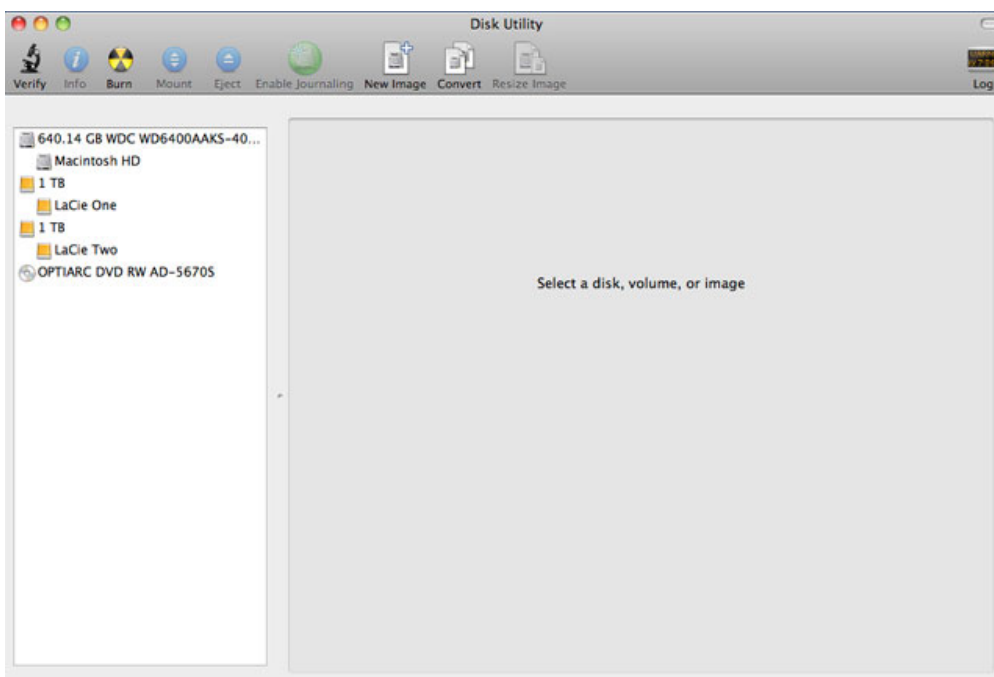 Disk Utility
Verify Info Burn Mount Eject Enable Journaling New Image Convert Resize Image Log
640.14 GB WDC WD6400AAKS-40...
Macintosh HD
1 TB
LaCie One
1 TB
LaCie Two
OPTIARC DVD RW AD-5670S
Select a disk, volume, or image